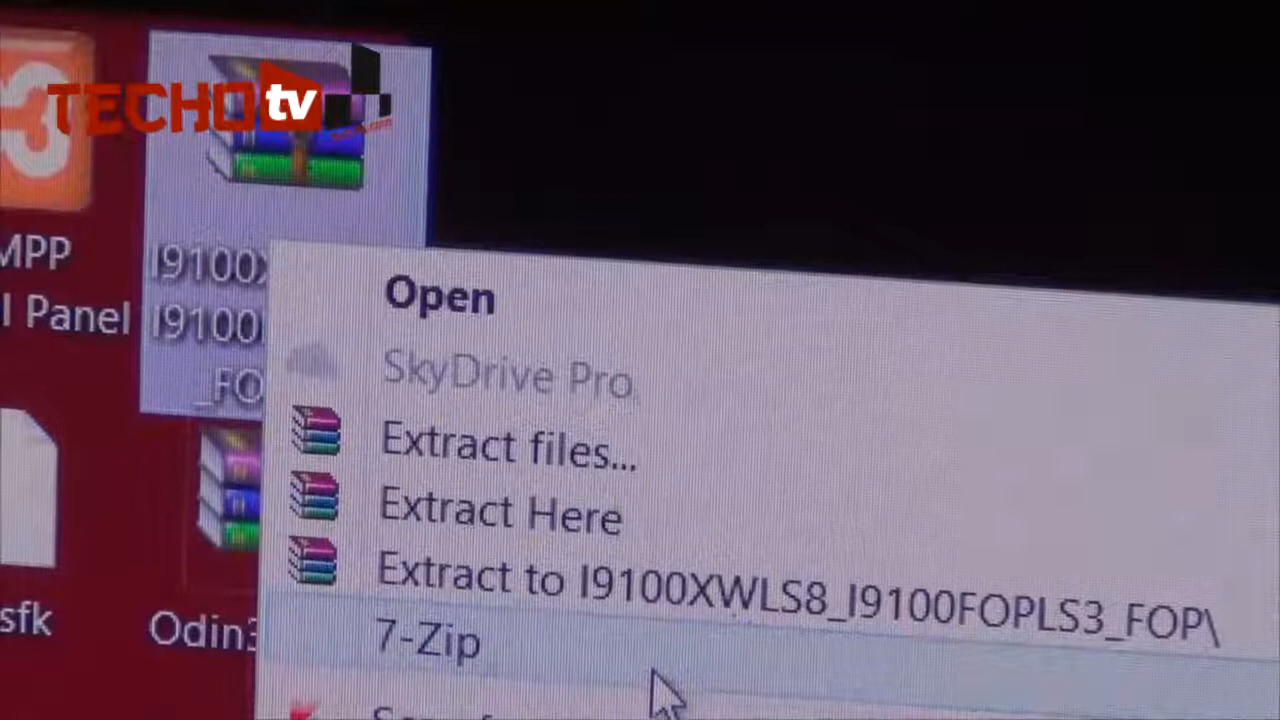 TECHO tv
MPP
l Panel
I9100X
I9100
_FO
Open
SkyDrive Pro
Extract files...
Extract Here
Extract to I9100XWLS8_I9100FOPLS3_FOP\
7-Zip
sfk
Odin3